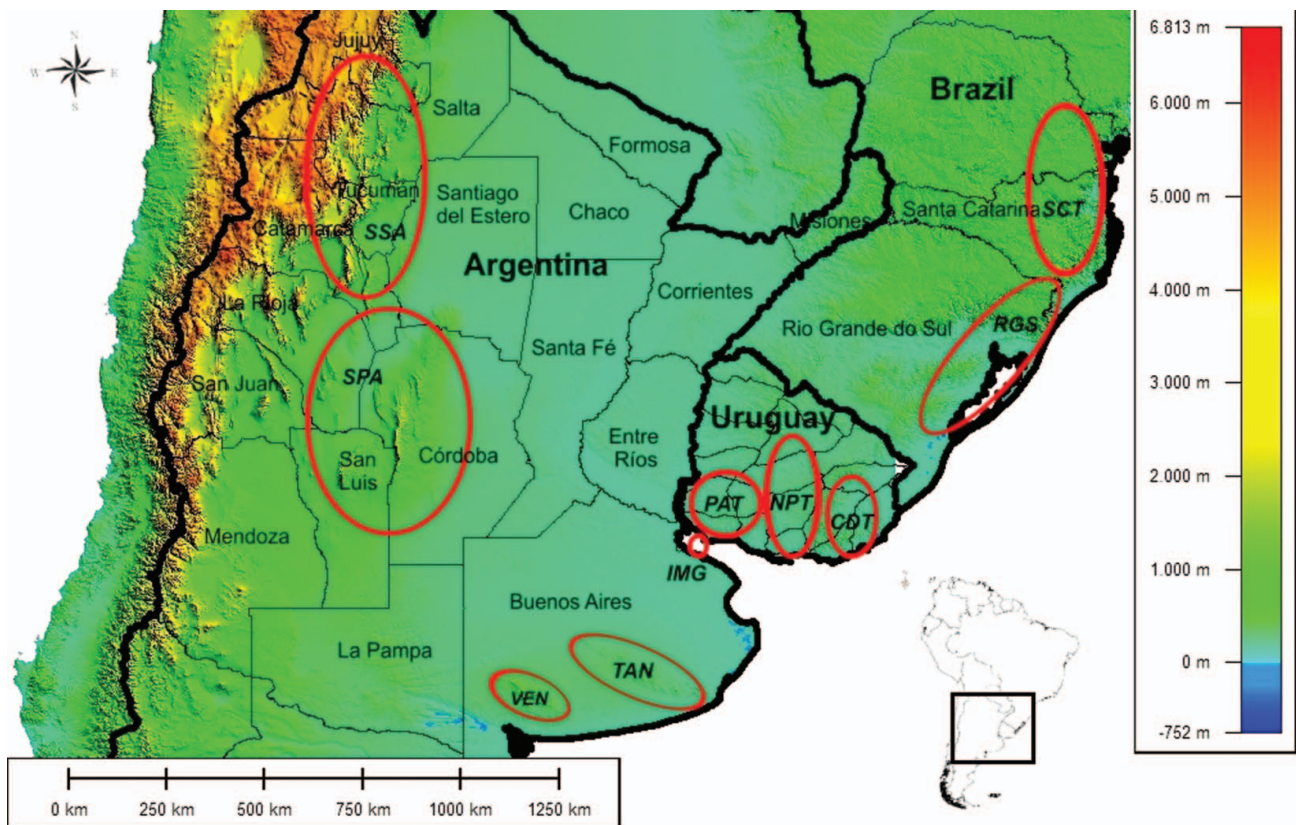 N
W E
S
Jujuy
Salta
Formosa
Tucumán
Santiago
del Estero
Chaco
Misiones
Catamarca
SSA
Argentina
La Rioja
Corrientes
Brazil
Santa Catarina
SCT
Rio Grande do Sul
RGS
San Juan
SPA
Santa Fé
San
Luis
Córdoba
Entre
Ríos
Uruguay
PAT
NPT
CDT
Mendoza
IMG
Buenos Aires
La Pampa
VEN
TAN
6.813 m
6.000 m
5.000 m
4.000 m
3.000 m
2.000 m
1.000 m
0 m
-752 m
0 km
250 km
500 km
750 km
1000 km
1250 km